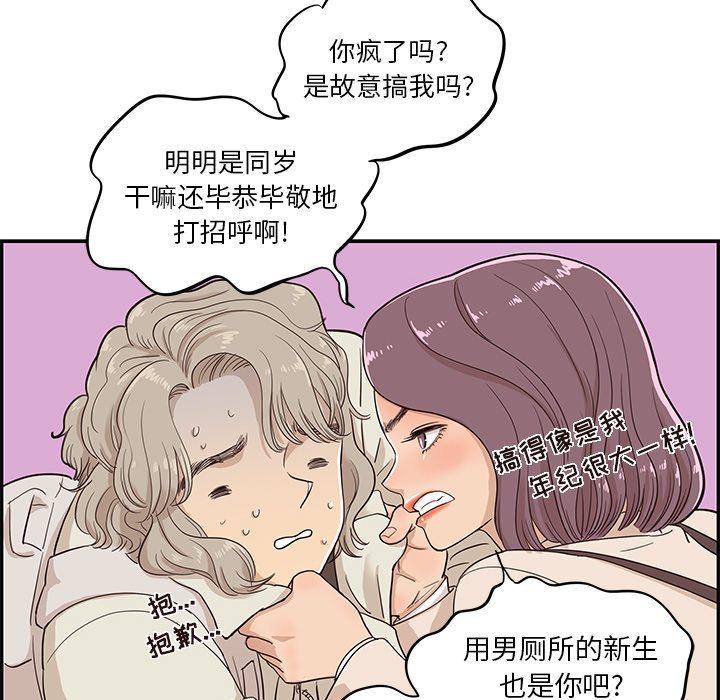 你疯了吗?
是故意搞我吗?
明明是同岁
干嘛还毕恭毕敬地
打招呼啊!
搞得像是我
年纪很大一样!
抱...
抱歉...
用男厕所的新生
也是你吧?